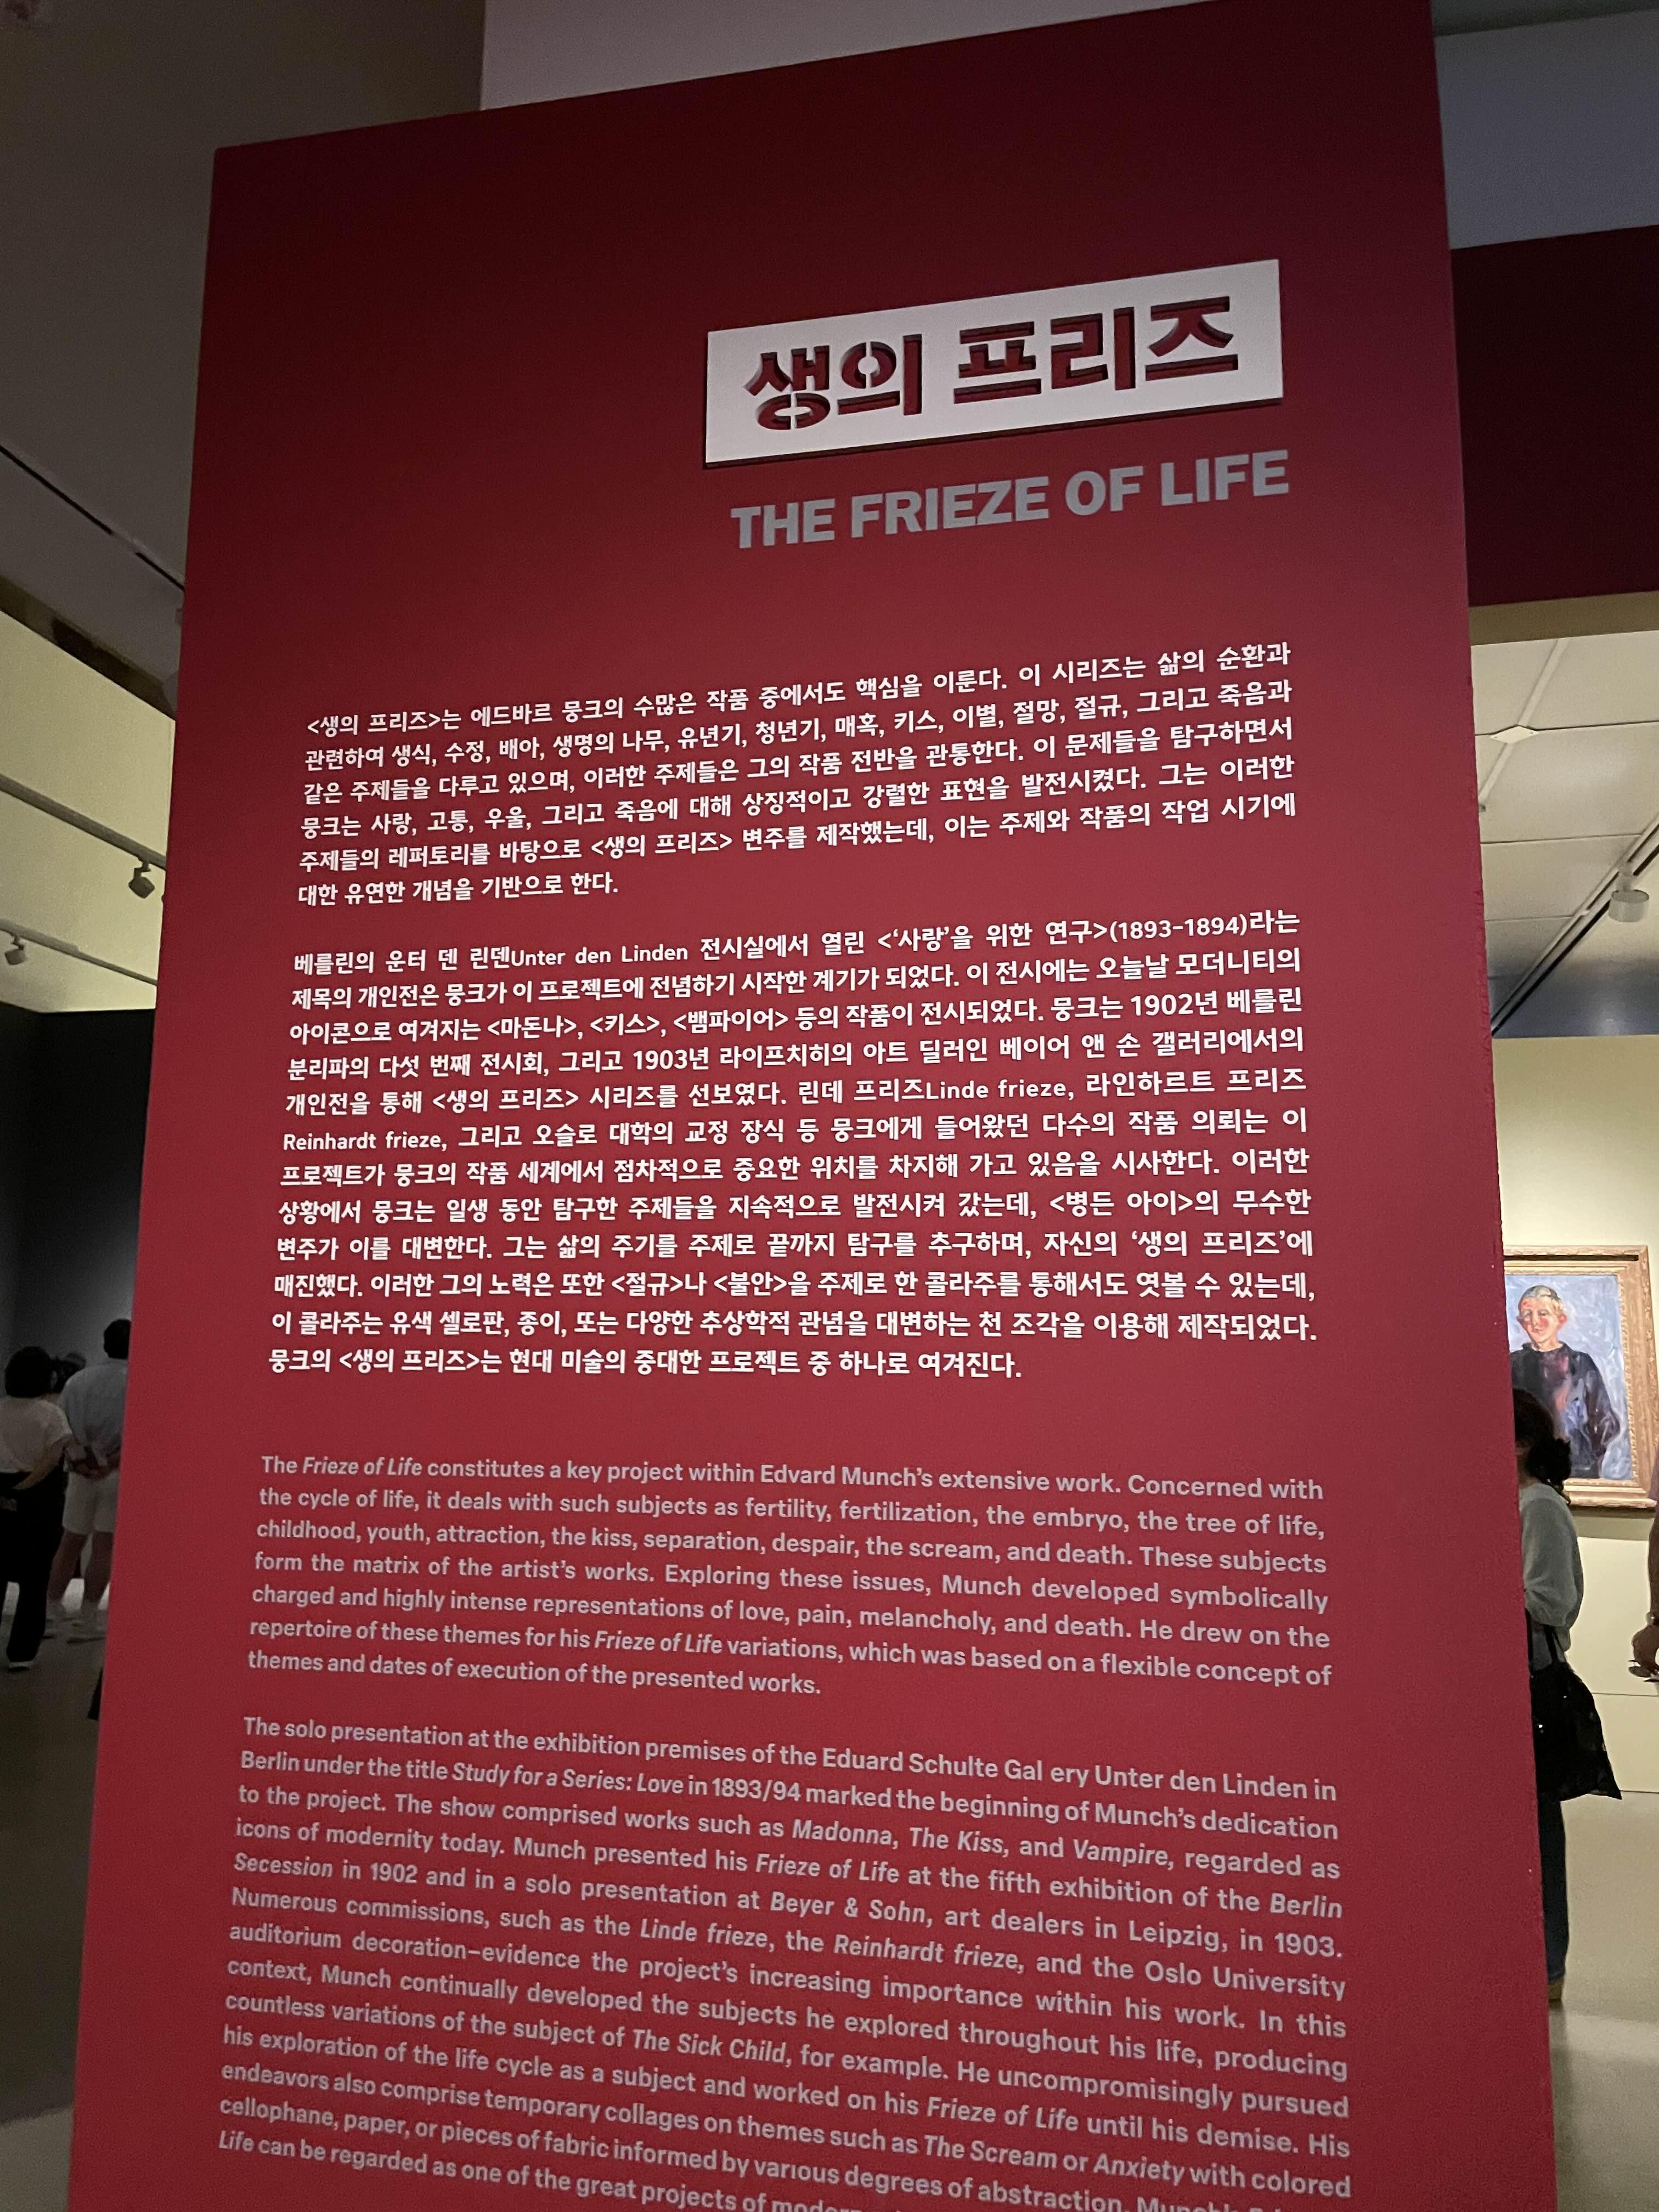 생의 프리즈
THE FRIEZE OF LIFE
<생의 프리즈>는 에드바르 뭉크의 수많은 작품 중에서도 핵심을 이룬다. 이 시리즈는 삶의 순환과
관련하여 생식, 수정, 배아, 생명의 나무, 유년기, 청년기, 매혹, 키스, 이별, 절망, 절규, 그리고 죽음과
같은 주제들을 다루고 있으며, 이러한 주제들은 그의 작품 전반을 관통한다. 이 문제들을 탐구하면서
뭉크는 사랑, 고통, 우울, 그리고 죽음에 대해 상징적이고 강렬한 표현을 발전시켰다. 그는 이러한
주제들의 레퍼토리를 바탕으로 <생의 프리즈> 변주를 제작했는데, 이는 주제와 작품의 작업 시기에
대한 유연한 개념을 기반으로 한다.
베를린의 운터 덴 린덴Unter den Linden 전시실에서 열린 <‘사랑’을 위한 연구>(1893-1894)라는
제목의 개인전은 뭉크가 이 프로젝트에 전념하기 시작한 계기가 되었다. 이 전시에는 오늘날 모더니티의
아이콘으로 여겨지는 <마돈나>, <키스>, <뱀파이어> 등의 작품이 전시되었다. 뭉크는 1902년 베를린
분리파의 다섯 번째 전시회, 그리고 1903년 라이프치히의 아트 딜러인 베이어 앤 손 갤러리에서의
개인전을 통해 <생의 프리즈> 시리즈를 선보였다. 린데 프리즈Linde frieze, 라인하르트 프리즈
Reinhardt frieze, 그리고 오슬로 대학의 교정 장식 등 뭉크에게 들어왔던 다수의 작품 의뢰는 이
프로젝트가 뭉크의 작품 세계에서 점차적으로 중요한 위치를 차지해 가고 있음을 시사한다. 이러한
상황에서 뭉크는 일생 동안 탐구한 주제들을 지속적으로 발전시켜 갔는데, <병든 아이>의 무수한
변주가 이를 대변한다. 그는 삶의 주기를 주제로 끝까지 탐구를 추구하며, 자신의 ‘생의 프리즈’에
매진했다. 이러한 그의 노력은 또한 <절규>나 <불안>을 주제로 한 콜라주를 통해서도 엿볼 수 있는데,
이 콜라주는 유색 셀로판, 종이, 또는 다양한 추상학적 관념을 대변하는 천 조각을 이용해 제작되었다.
뭉크의 <생의 프리즈>는 현대 미술의 중대한 프로젝트 중 하나로 여겨진다.
The Frieze of Life constitutes a key project within Edvard Munch’s extensive work. Concerned with
the cycle of life, it deals with such subjects as fertility, fertilization, the embryo, the tree of life,
childhood, youth, attraction, the kiss, separation, despair, the scream, and death. These subjects
form the matrix of the artist’s works. Exploring these issues, Munch developed symbolically
charged and highly intense representations of love, pain, melancholy, and death. He drew on the
repertoire of these themes for his Frieze of Life variations, which was based on a flexible concept of
themes and dates of execution of the presented works.
The solo presentation at the exhibition premises of the Eduard Schulte Gal ery Unter den Linden in
Berlin under the title Study for a Series: Love in 1893/94 marked the beginning of Munch’s dedication
to the project. The show comprised works such as Madonna, The Kiss, and Vampire, regarded as
icons of modernity today. Munch presented his Frieze of Life at the fifth exhibition of the Berlin
Secession in 1902 and in a solo presentation at Beyer & Sohn, art dealers in Leipzig, in 1903.
Numerous commissions, such as the Linde frieze, the Reinhardt frieze, and the Oslo University
auditorium decoration–evidence the project’s increasing importance within his work. In this
context, Munch continually developed the subjects he explored throughout his life, producing
countless variations of the subject of The Sick Child, for example. He uncompromisingly pursued
his exploration of the life cycle as a subject and worked on his Frieze of Life until his demise. His
endeavors also comprise temporary collages on themes such as The Scream or Anxiety with colored
cellophane, paper, or pieces of fabric informed by various degrees of abstraction. Munch's
Life can be regarded as one of the great projects of